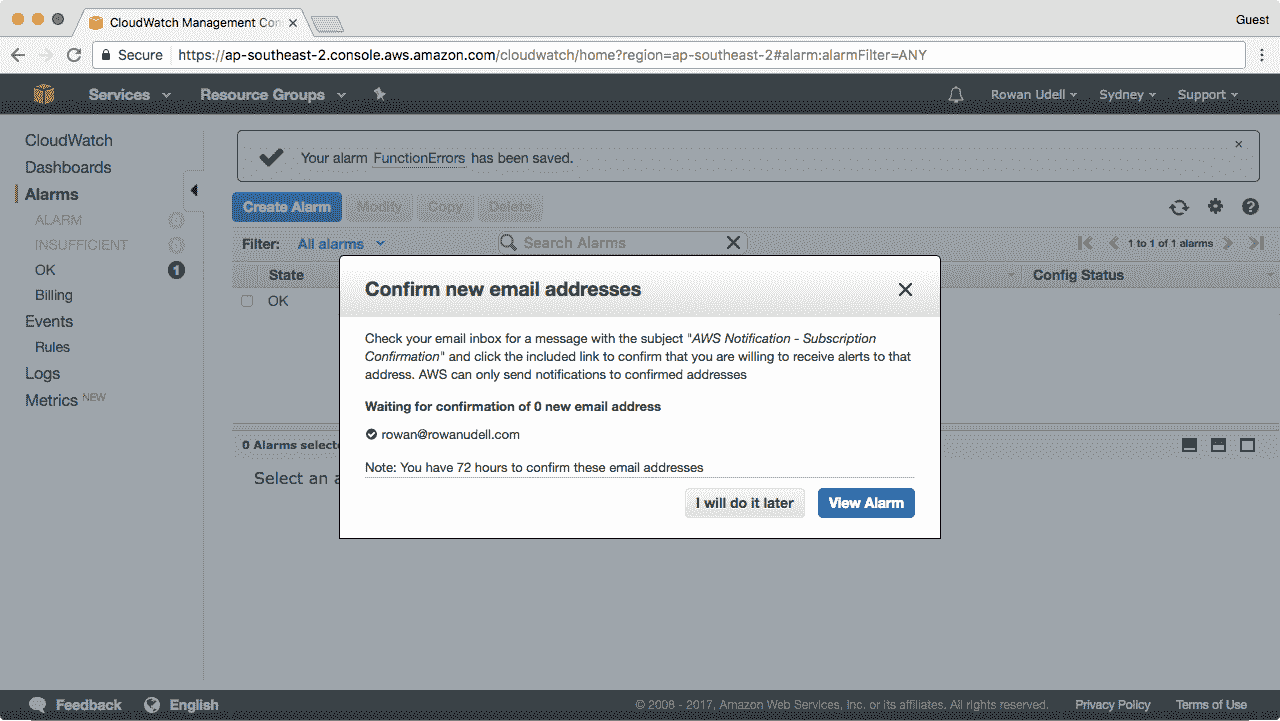 CloudWatch Management Con
Guest
Secure https://ap-southeast-2.console.aws.amazon.com/cloudwatch/home?region=ap-southeast-2#alarm:alarmFilter=ANY
Services Resource Groups Rowan Udell Sydney Support
CloudWatch
Dashboards
Alarms
ALARM 0
INSUFFICIENT 0
OK 1
Billing
Events
Rules
Logs
Metrics NEW
Your alarm FunctionErrors has been saved.
Create Alarm Modify Copy Delete
Filter: All alarms Search Alarms 1 to 1 of 1 alarms
State Config Status
OK
Confirm new email addresses
Check your email inbox for a message with the subject "AWS Notification - Subscription
Confirmation" and click the included link to confirm that you are willing to receive alerts to that
address. AWS can only send notifications to confirmed addresses
Waiting for confirmation of 0 new email address
rowan@rowanudell.com
Note: You have 72 hours to confirm these email addresses
I will do it later View Alarm
0 Alarms selecte
Select an a
Feedback English © 2008 - 2017, Amazon Web Services, Inc. or its affiliates. All rights reserved. Privacy Policy Terms of Use